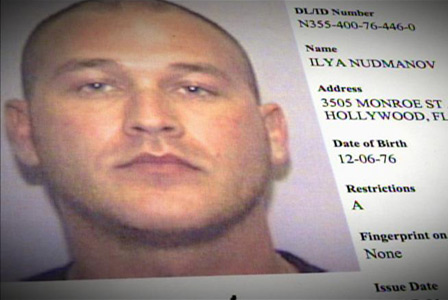 DL/ID Number
N355-400-76-446-0
Name
ILYA NUDMANOV
Address
3505 MONROE ST
HOLLYWOOD, FL
Date of Birth
12-06-76
Restrictions
A
Fingerprint on
None
Issue Date